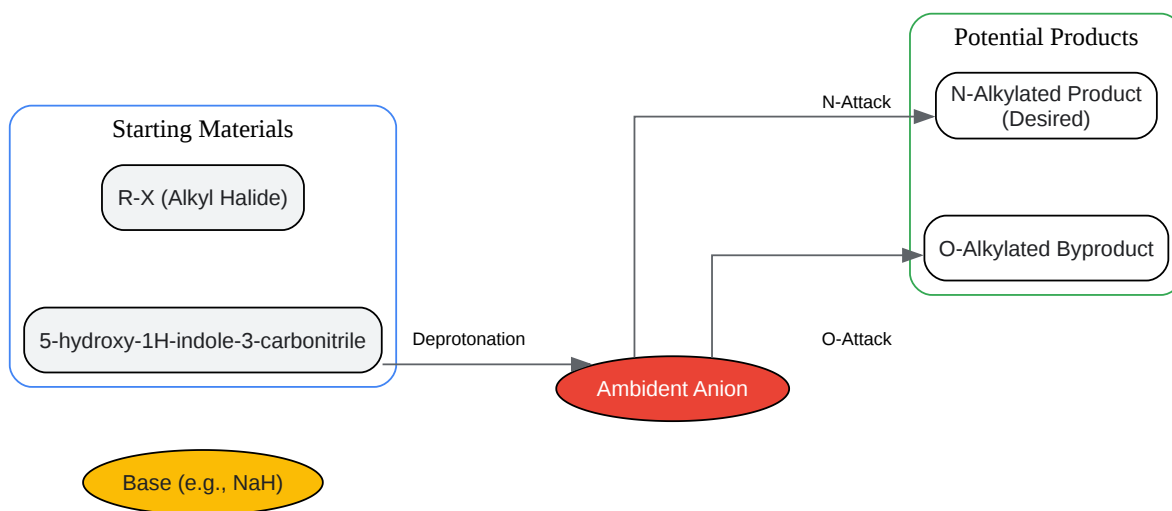 Potential Products
N-Alkylated Product
(Desired)
N-Attack
Starting Materials
R-X (Alkyl Halide)
O-Alkylated Byproduct
5-hydroxy-1H-indole-3-carbonitrile
Deprotonation
O-Attack
Ambident Anion
Base (e.g., NaH)